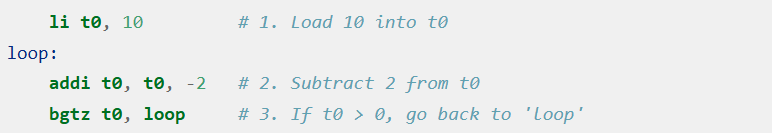 li t0, 10 # 1. Load 10 into t0
loop:
addi t0, t0, -2 # 2. Subtract 2 from t0
bgtz t0, loop # 3. If t0 > 0, go back to 'loop'